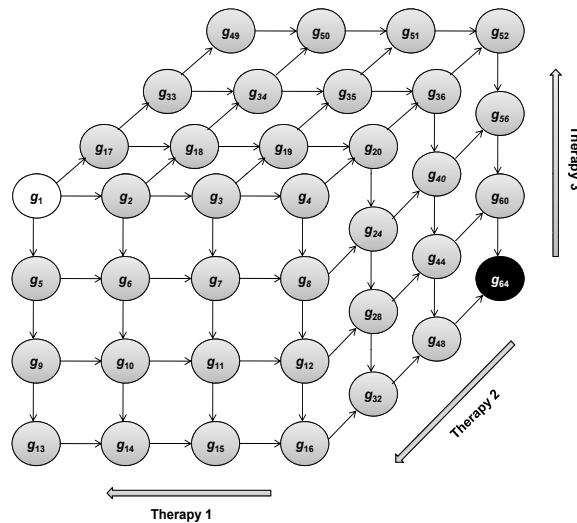 g49 g50 g51 g52
g33 g34 g35 g36
g56
g17 g18 g19 g20
g40
g1 g2 g3 g4
g60
g24
g44
g5 g6 g7 g8
g64
g28
g48
g9 g10 g11 g12
g32
g13 g14 g15 g16
Therapy 3
Therapy 2
Therapy 1